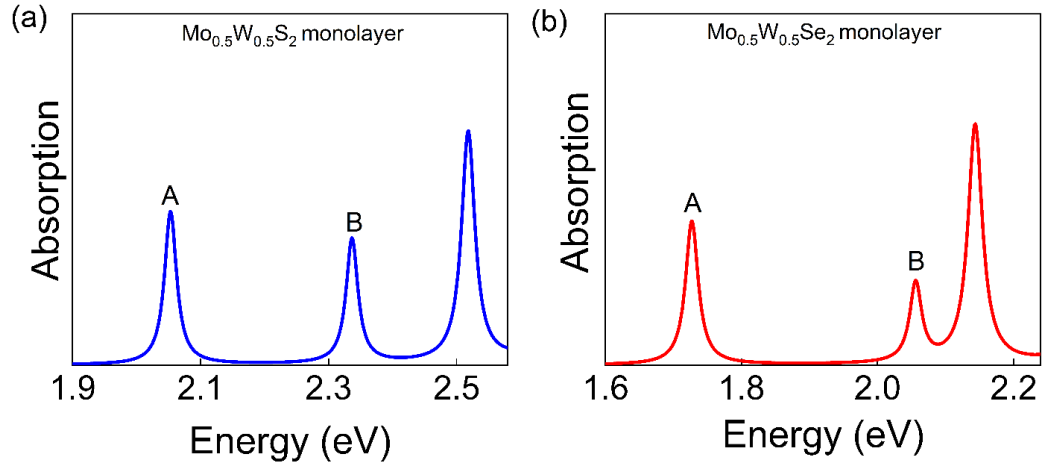 (a)
Mo0.5W0.5S2 monolayer
Absorption
A
B
1.9 2.1 2.3 2.5
Energy (eV)
(b)
Mo0.5W0.5Se2 monolayer
Absorption
A
B
1.6 1.8 2.0 2.2
Energy (eV)